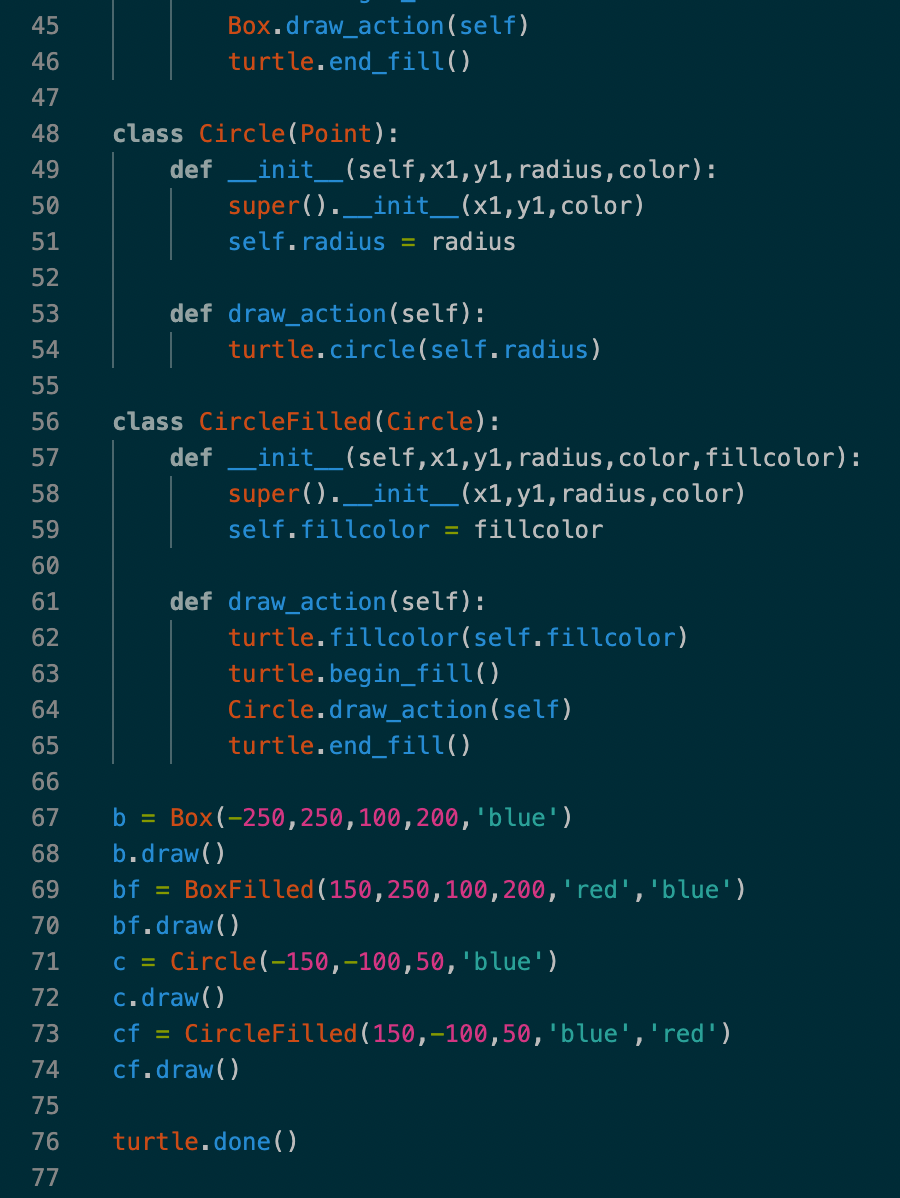 45 Box.draw_action(self)
46 turtle.end_fill()
47
48 class Circle(Point):
49 def __init__(self,x1,y1,radius,color):
50 super().__init__(x1,y1,color)
51 self.radius = radius
52
53 def draw_action(self):
54 turtle.circle(self.radius)
55
56 class CircleFilled(Circle):
57 def __init__(self,x1,y1,radius,color,fillcolor):
58 super().__init__(x1,y1,radius,color)
59 self.fillcolor = fillcolor
60
61 def draw_action(self):
62 turtle.fillcolor(self.fillcolor)
63 turtle.begin_fill()
64 Circle.draw_action(self)
65 turtle.end_fill()
66
67 b = Box(-250,250,100,200,'blue')
68 b.draw()
69 bf = BoxFilled(150,250,100,200,'red','blue')
70 bf.draw()
71 c = Circle(-150,-100,50,'blue')
72 c.draw()
73 cf = CircleFilled(150,-100,50,'blue','red')
74 cf.draw()
75
76 turtle.done()
77